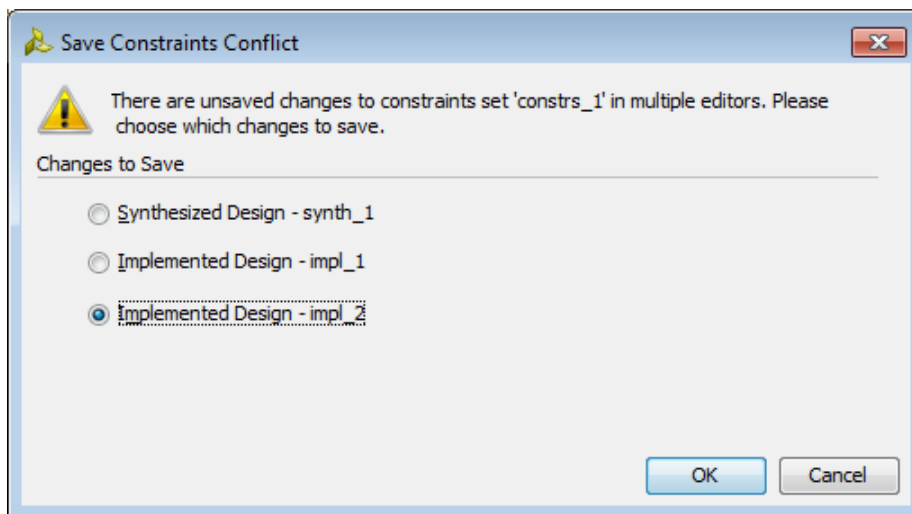 Save Constraints Conflict
There are unsaved changes to constraints set 'constrs_1' in multiple editors. Please
choose which changes to save.
Changes to Save
Synthesized Design - synth_1
Implemented Design - impl_1
Implemented Design - impl_2
OK
Cancel